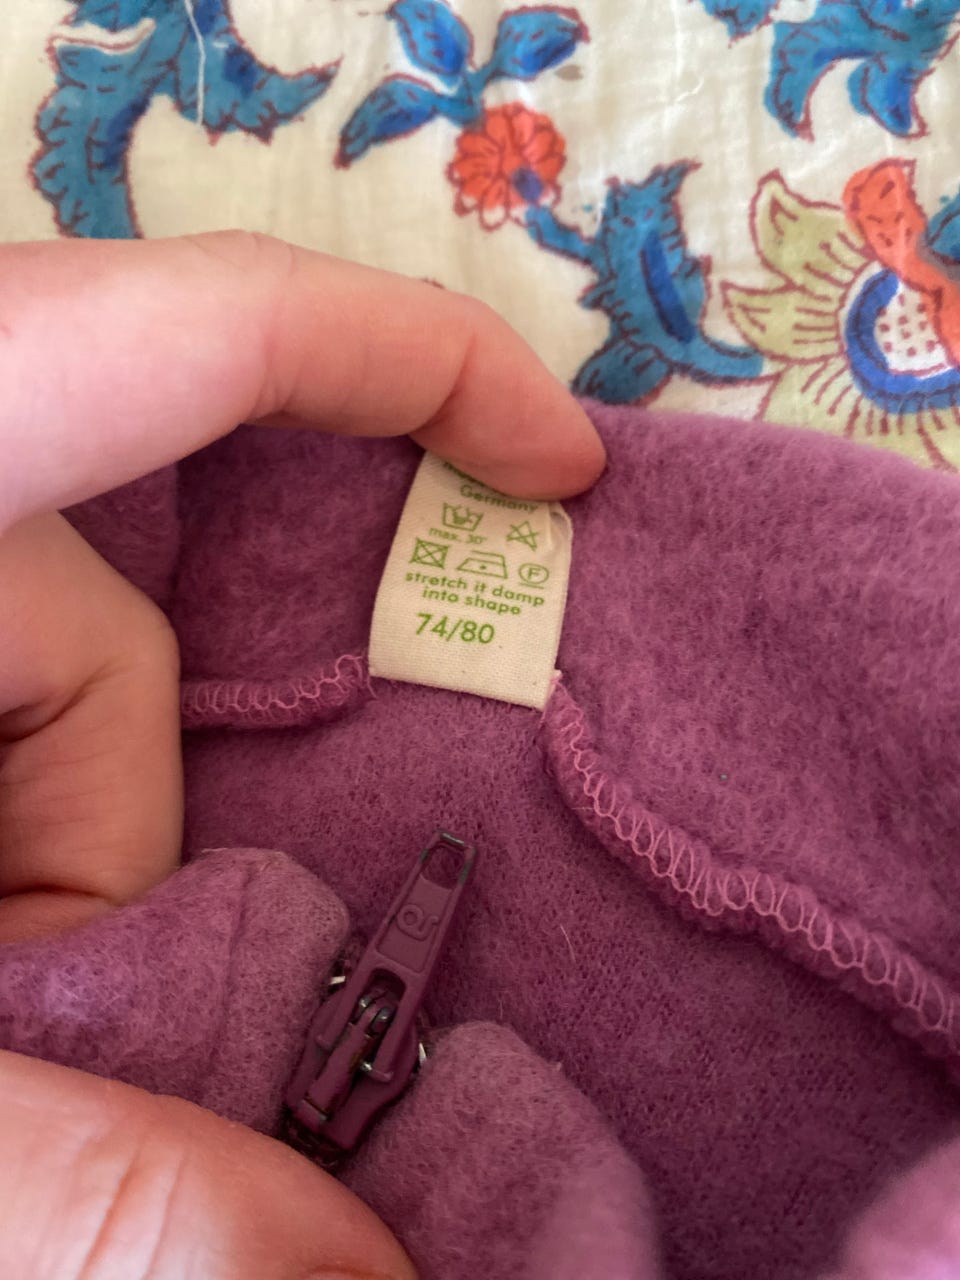 Germany
max. 30°
F
stretch it damp
into shape
74/80
e